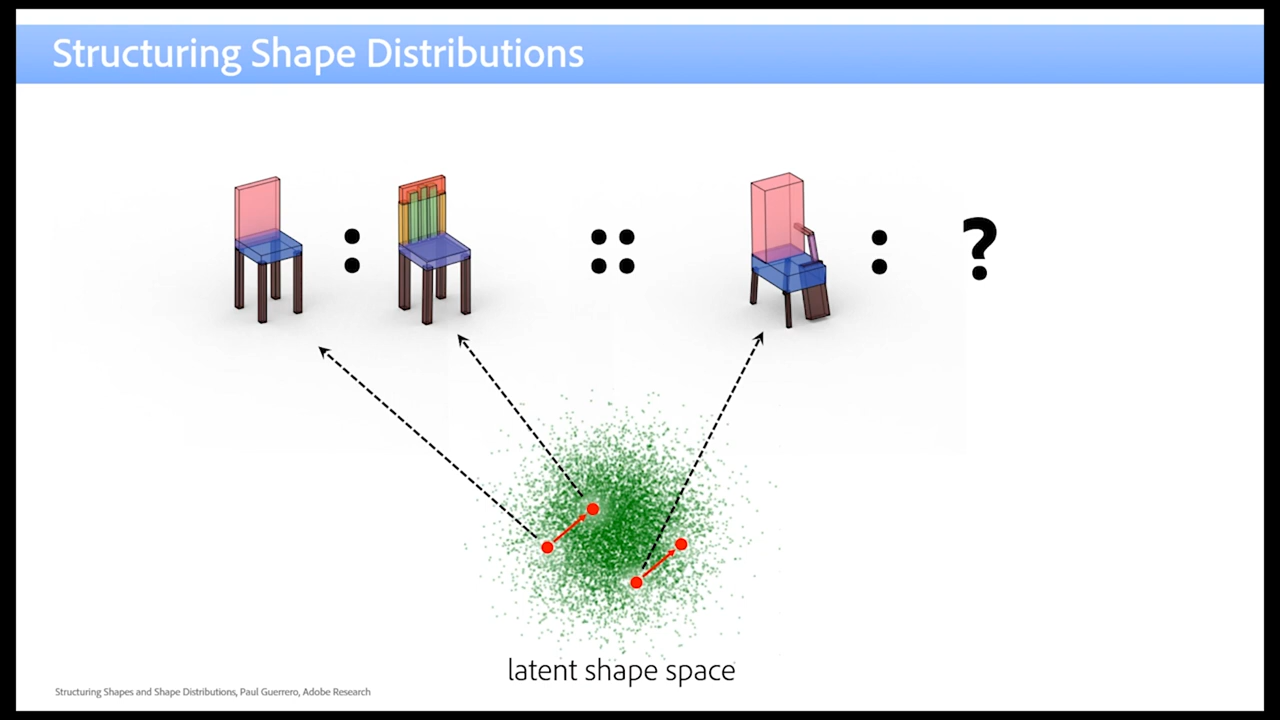 Structuring Shape Distributions
: :: : ?
latent shape space
Structuring Shapes and Shape Distributions, Paul Guerrero, Adobe Research